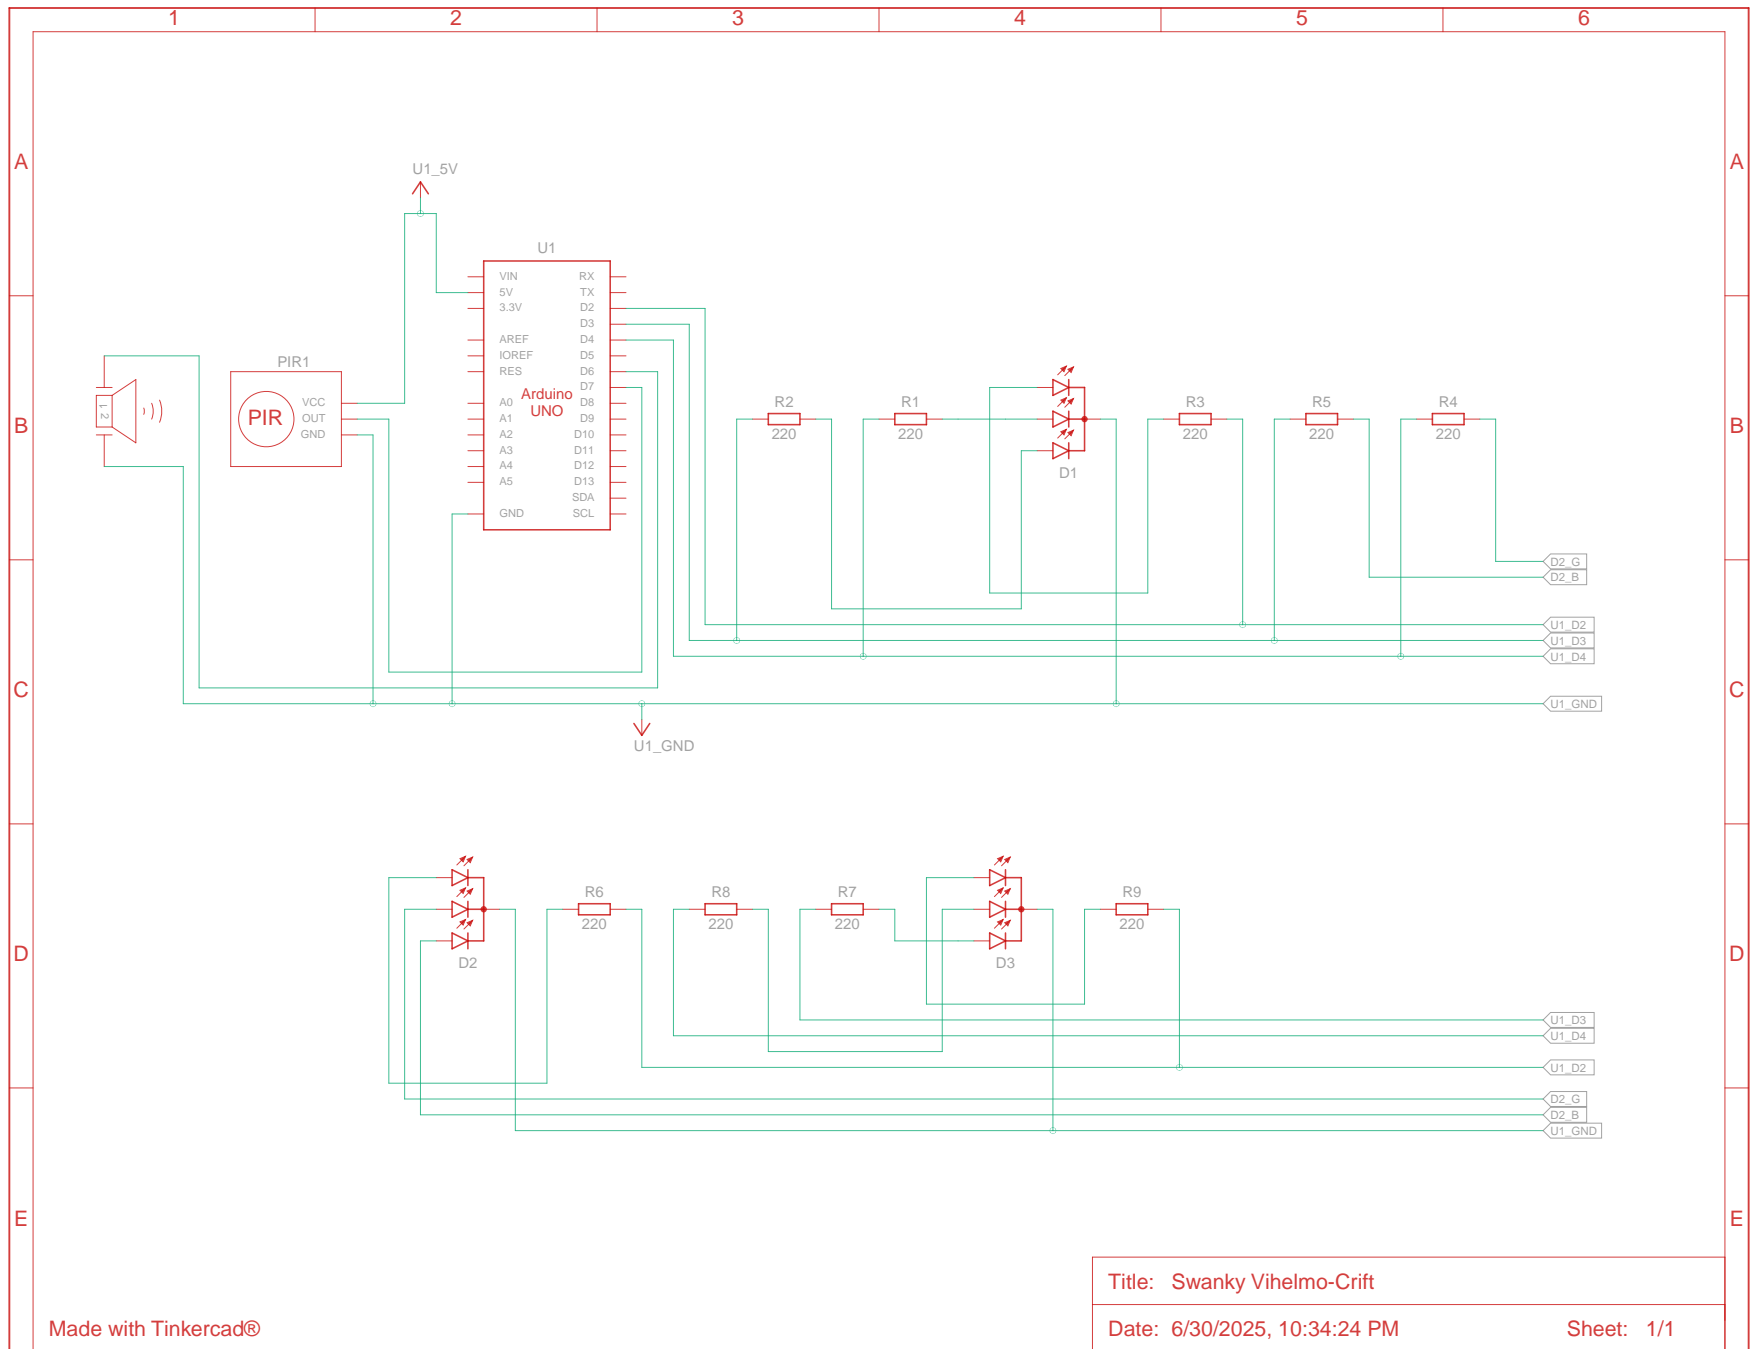 1 2 3 4 5 6
A A
U1_5V
U1
VIN RX
5V TX
3.3V D2
D3
AREF D4
IOREF D5
RES D6
D7
Arduino
UNO
A0 D8
A1 D9
A2 D10
A3 D11
A4 D12
A5 D13
SDA
GND SCL
PIR1
PIR
VCC
OUT
GND
1 2
B B
R2
220
R1
220
D1
R3
220
R5
220
R4
220
D2_G
D2_B
U1_D2
U1_D3
U1_D4
C C
U1_GND
U1_GND
D2
R6
220
R8
220
R7
220
D3
R9
220
D D
U1_D3
U1_D4
U1_D2
D2_G
D2_B
U1_GND
E E
Title: Swanky Vihelmo-Crift
Made with Tinkercad®
Date: 6/30/2025, 10:34:24 PM Sheet: 1/1